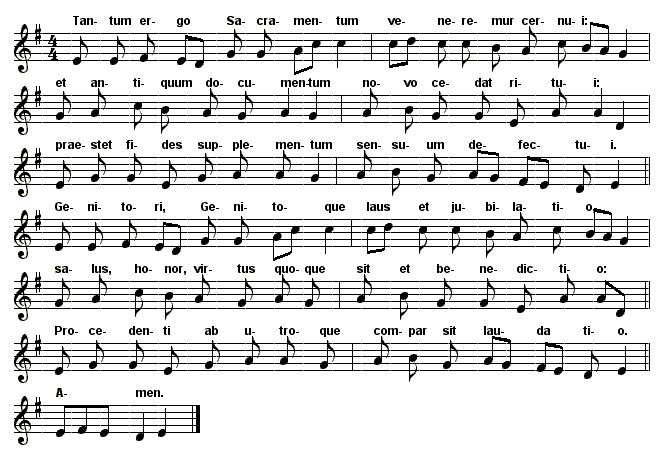 Tan- tum er- go Sa- cra- men- tum ve- ne- re- mur cer- nu- i:
4 4
et an- ti- quum do- cu- men- tum no- vo ce- dat ri- tu- i:
prae- stet fi- des sup- ple- men- tum sen- su- um de- fec- tu- i.
Ge- ni- to- ri, Ge- ni- to- que laus et ju- bi- la- ti- o
sa- lus, ho- nor, vir- tus quo- que sit et be- ne- dic- ti- o:
Pro- ce- den- ti ab u- tro- que com- par sit lau- da ti- o.
A- men.